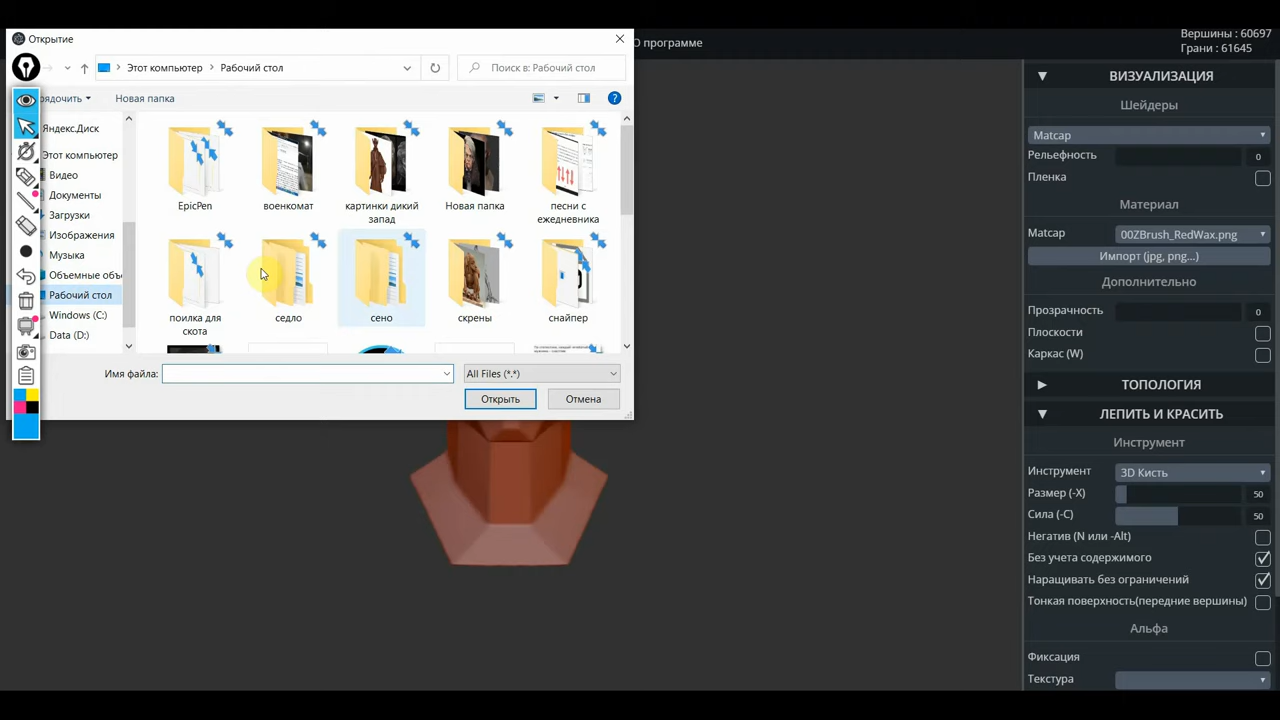 Открытие
О программе
Вершины : 60697
Грани : 61645
Этот компьютер
Рабочий стол
Поиск в: Рабочий стол
рядочить
Новая папка
Яндекс.Диск
Этот компьютер
Видео
Документы
Загрузки
Изображения
Музыка
Объемные объ
Рабочий стол
Windows (C:)
Data (D:)
EpicPen
военкомат
картинки дикий
запад
Новая папка
песни с
ежедневника
поилка для
скота
седло
сено
скрены
снайпер
Имя файла:
All Files (*.*)
Открыть
Отмена
ВИЗУАЛИЗАЦИЯ
Шейдеры
Matcap
Рельефность 0
Пленка
Материал
Matcap 00ZBrush_RedWax.png
Импорт (jpg, png...)
Дополнительно
Прозрачность 0
Плоскости
Каркас (W)
ТОПОЛОГИЯ
ЛЕПИТЬ И КРАСИТЬ
Инструмент
Инструмент 3D Кисть
Размер (-X) 50
Сила (-C) 50
Негатив (N или -Alt)
Без учета содержимого
Наращивать без ограничений
Тонкая поверхность(передние вершины)
Альфа
Фиксация
Текстура